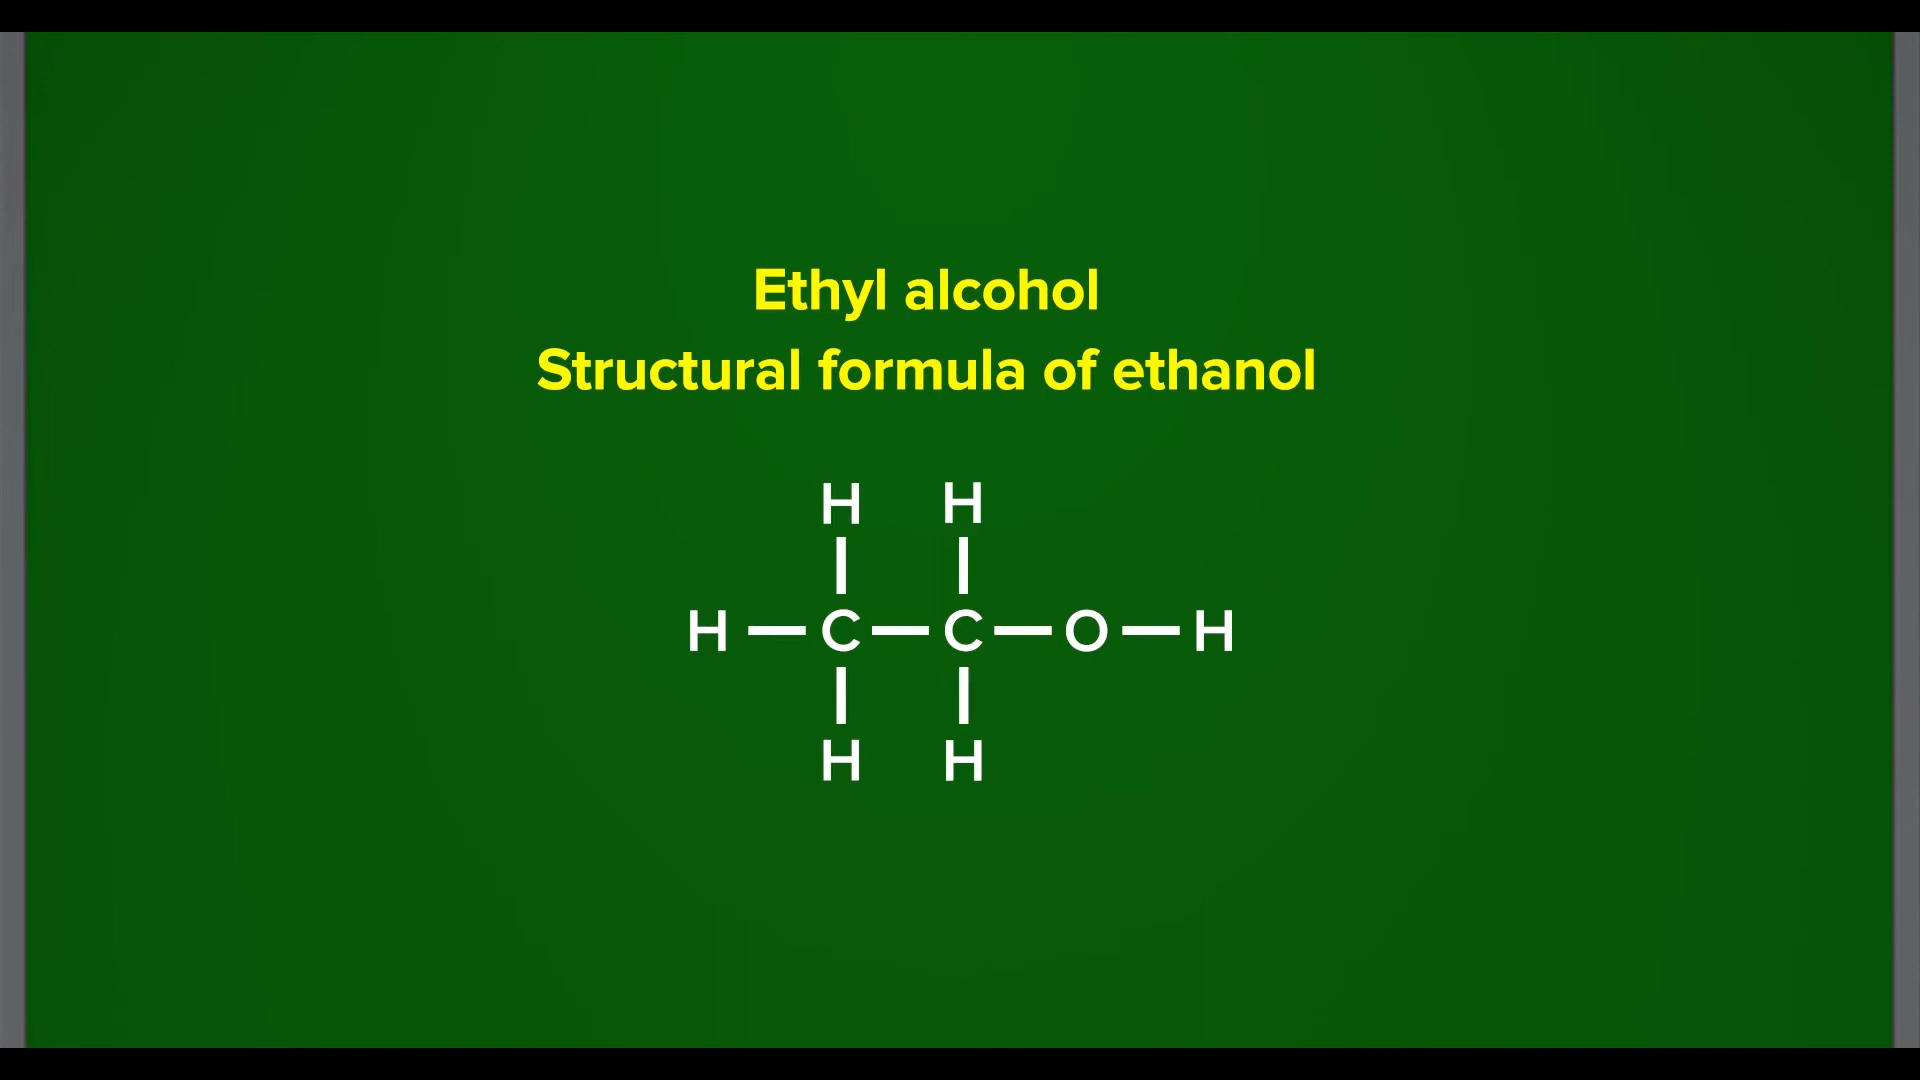 Ethyl alcohol
Structural formula of ethanol
H H
H — C — C — O — H
H H